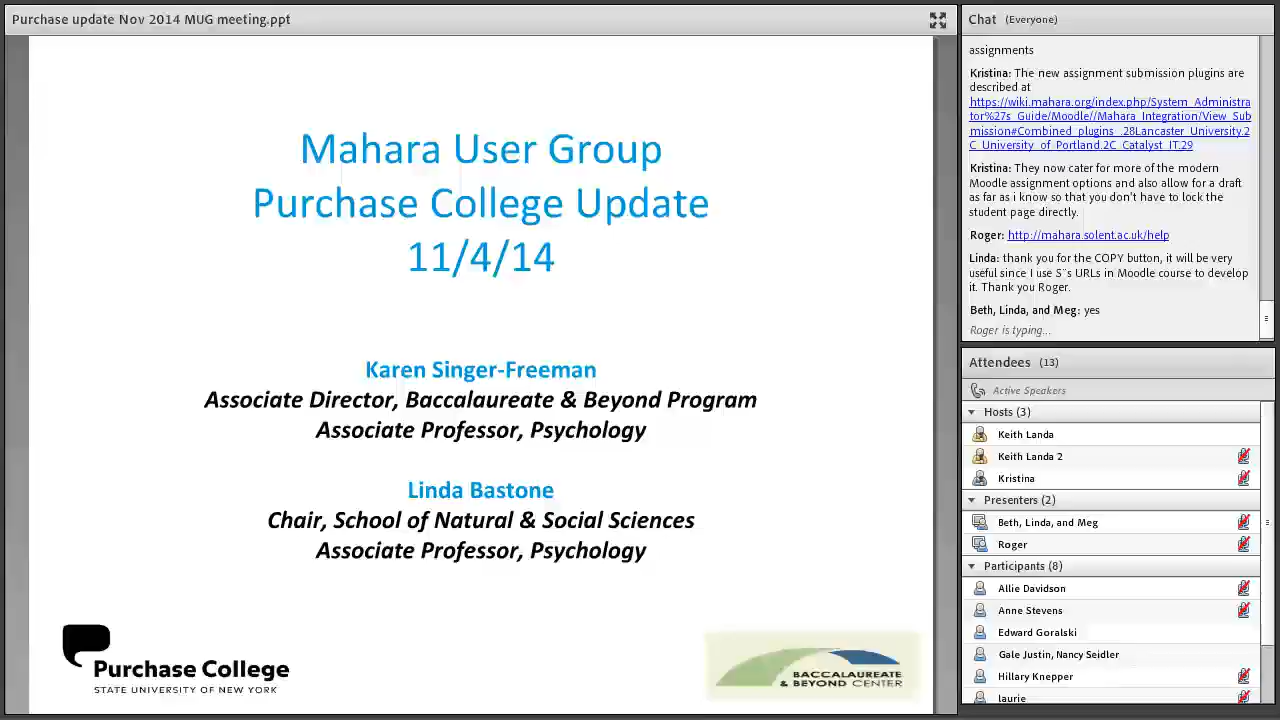 Purchase update Nov 2014 MUG meeting.ppt
Mahara User Group
Purchase College Update
11/4/14
Karen Singer-Freeman
Associate Director, Baccalaureate & Beyond Program
Associate Professor, Psychology
Linda Bastone
Chair, School of Natural & Social Sciences
Associate Professor, Psychology
Purchase College
STATE UNIVERSITY OF NEW YORK
BACCALAUREATE
& BEYOND CENTER
Chat (Everyone)
assignments
Kristina: The new assignment submission plugins are
described at
https://wiki.mahara.org/index.php/System_Administra
tor%27s_Guide/Moodle//Mahara_Integration/View_Sub
mission#Combined_plugins_.28Lancaster_University.2
C_University_of_Portland.2C_Catalyst_IT.29
Kristina: They now cater for more of the modern
Moodle assignment options and also allow for a draft
as far as i know so that you don't have to lock the
student page directly.
Roger: http://mahara.solent.ac.uk/help
Linda: thank you for the COPY button, it will be very
useful since I use S¨s URLs in Moodle course to develop
it. Thank you Roger.
Beth, Linda, and Meg: yes
Roger is typing...
Attendees (13)
Active Speakers
Hosts (3)
Keith Landa
Keith Landa 2
Kristina
Presenters (2)
Beth, Linda, and Meg
Roger
Participants (8)
Allie Davidson
Anne Stevens
Edward Goralski
Gale Justin, Nancy Seidler
Hillary Knepper
laurie